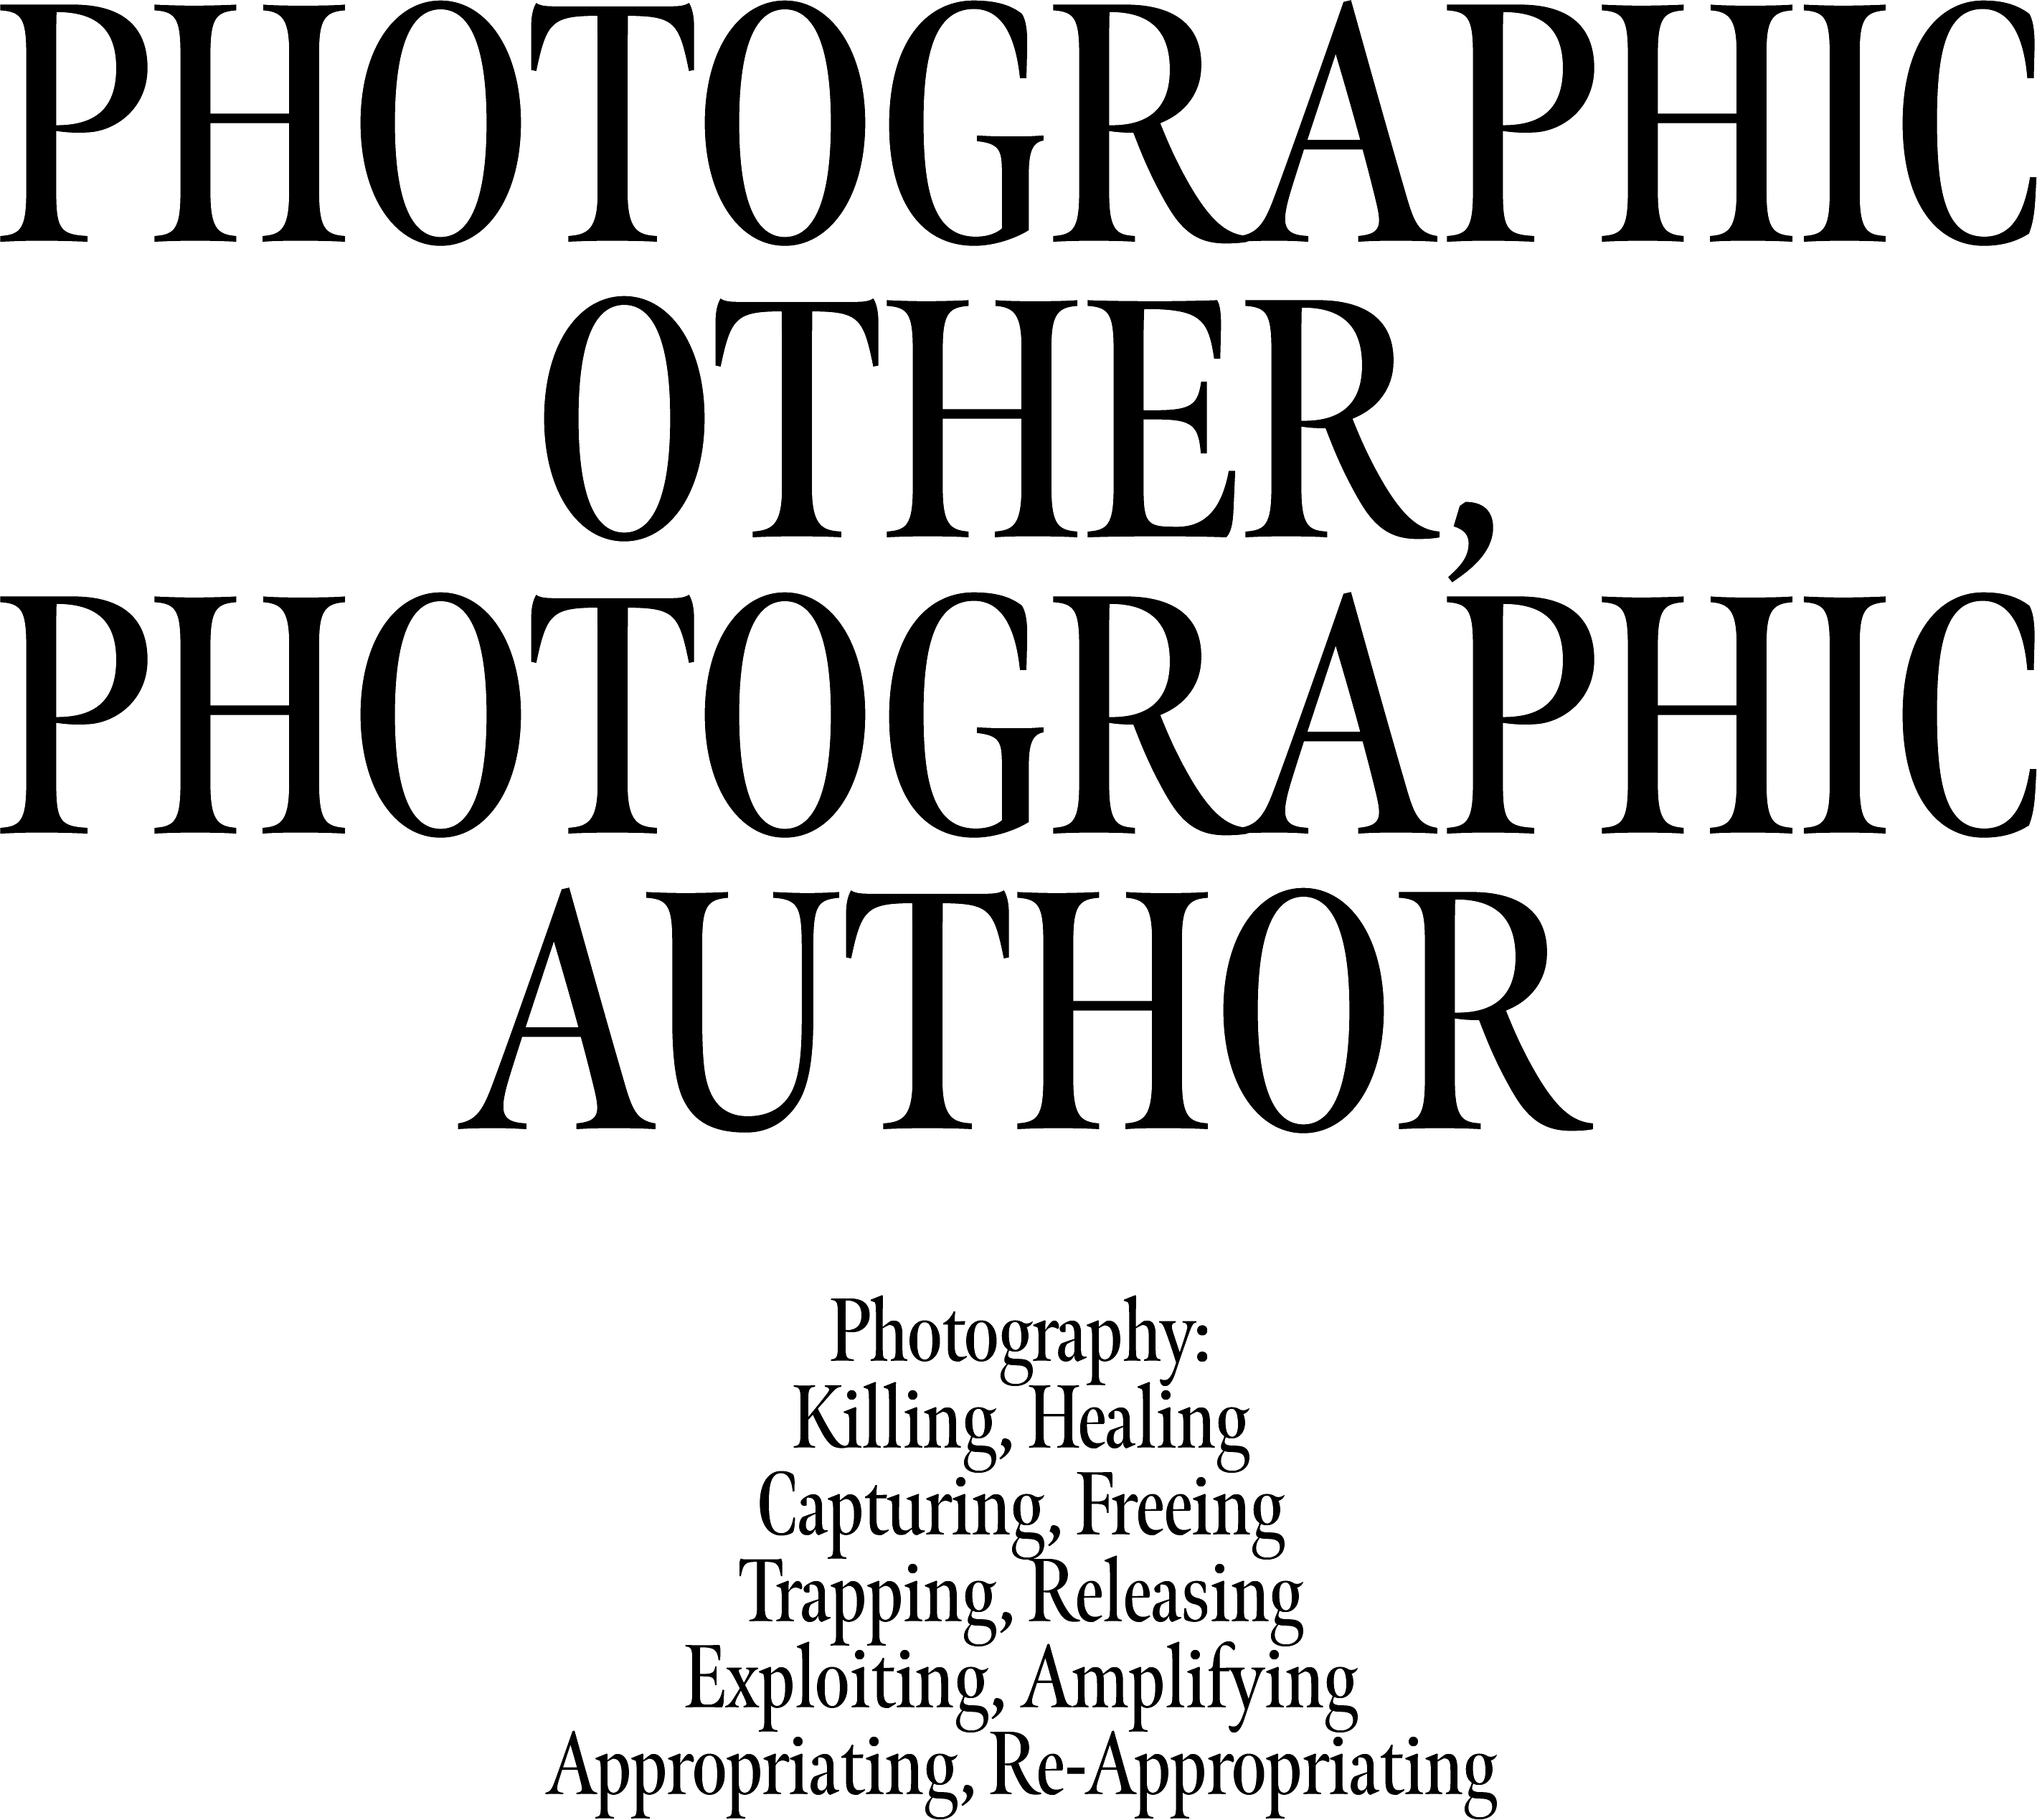 PHOTOGRAPHIC
OTHER,
PHOTOGRAPHIC
AUTHOR
Photography:
Killing, Healing
Capturing, Freeing
Trapping, Releasing
Exploiting, Amplifying
Appropriating, Re-Appropriating